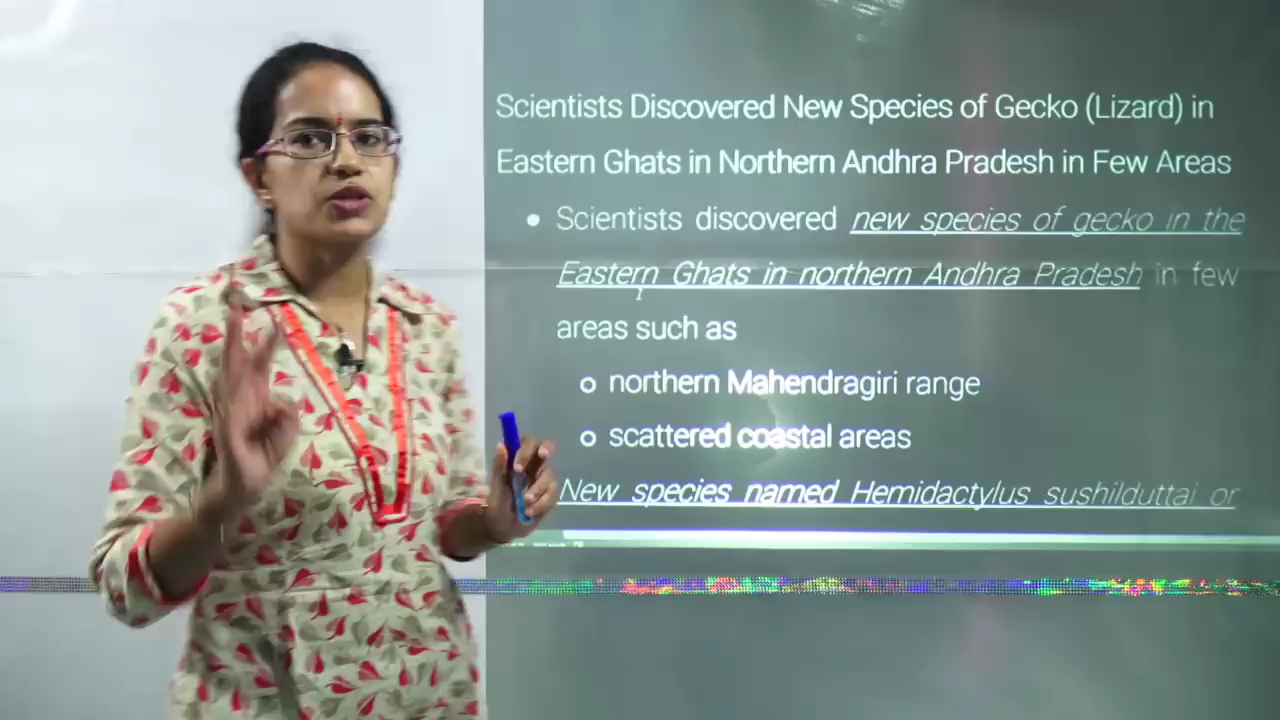 Scientists Discovered New Species of Gecko (Lizard) in
Eastern Ghats in Northern Andhra Pradesh in Few Areas
• Scientists discovered new species of gecko in the
Eastern Ghats in northern Andhra Pradesh in few
areas such as
o northern Mahendragiri range
o scattered coastal areas
New species named Hemidactylus sushilduttai or